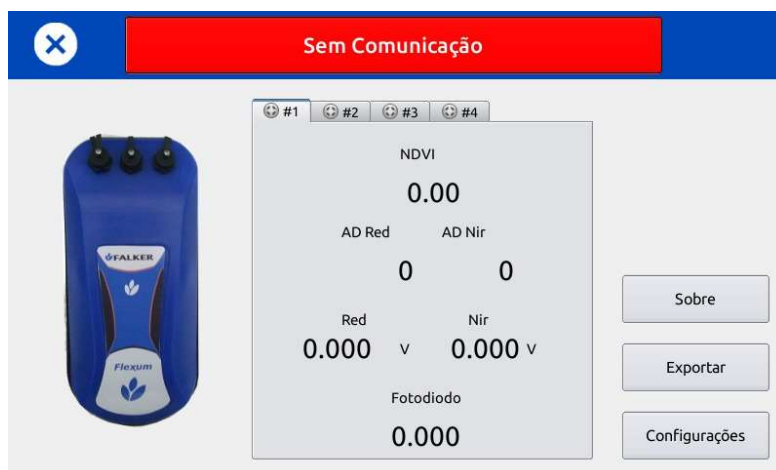 Sem Comunicação
#1 #2 #3 #4
NDVI
0.00
AD Red AD Nir
0 0
Red Nir
0.000 V 0.000 V
Fotodiodo
0.000
FALKER
Flexum
Sobre
Exportar
Configurações